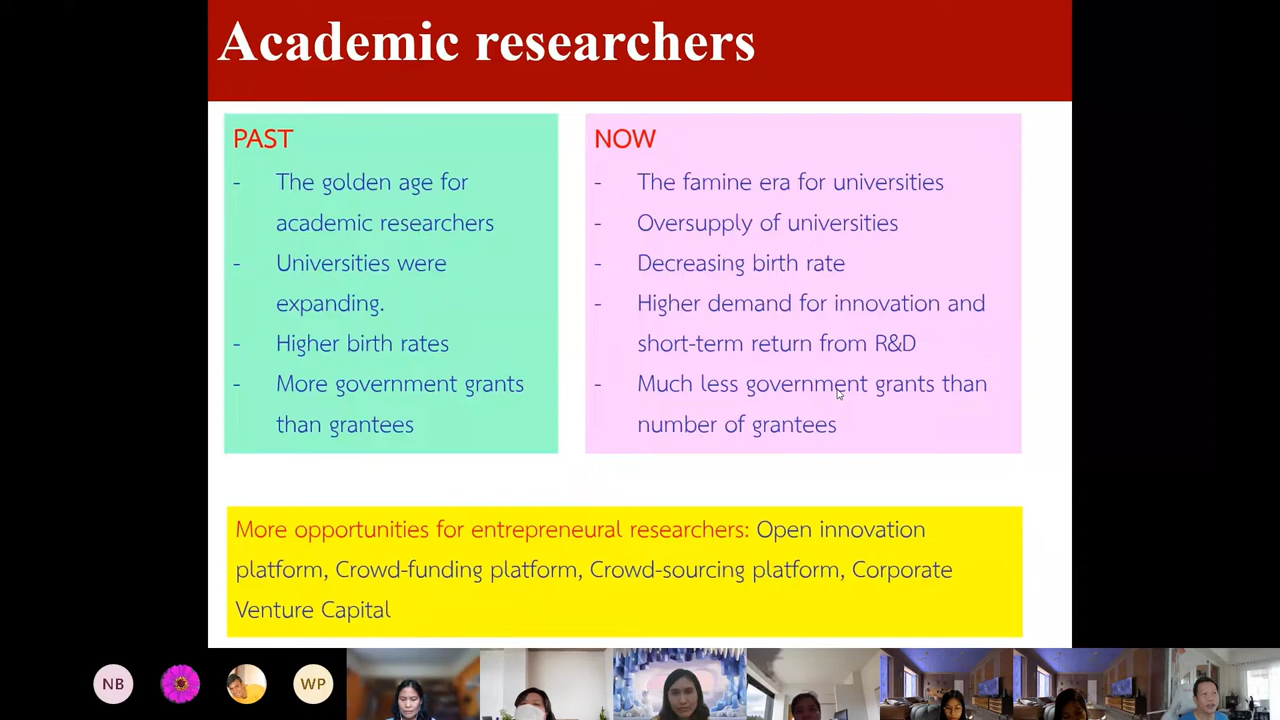 Academic researchers
PAST
- The golden age for
academic researchers
- Universities were
expanding.
- Higher birth rates
- More government grants
than grantees
NOW
- The famine era for universities
- Oversupply of universities
- Decreasing birth rate
- Higher demand for innovation and
short-term return from R&D
- Much less government grants than
number of grantees
More opportunities for entrepreneural researchers: Open innovation
platform, Crowd-funding platform, Crowd-sourcing platform, Corporate
Venture Capital
NB
WP